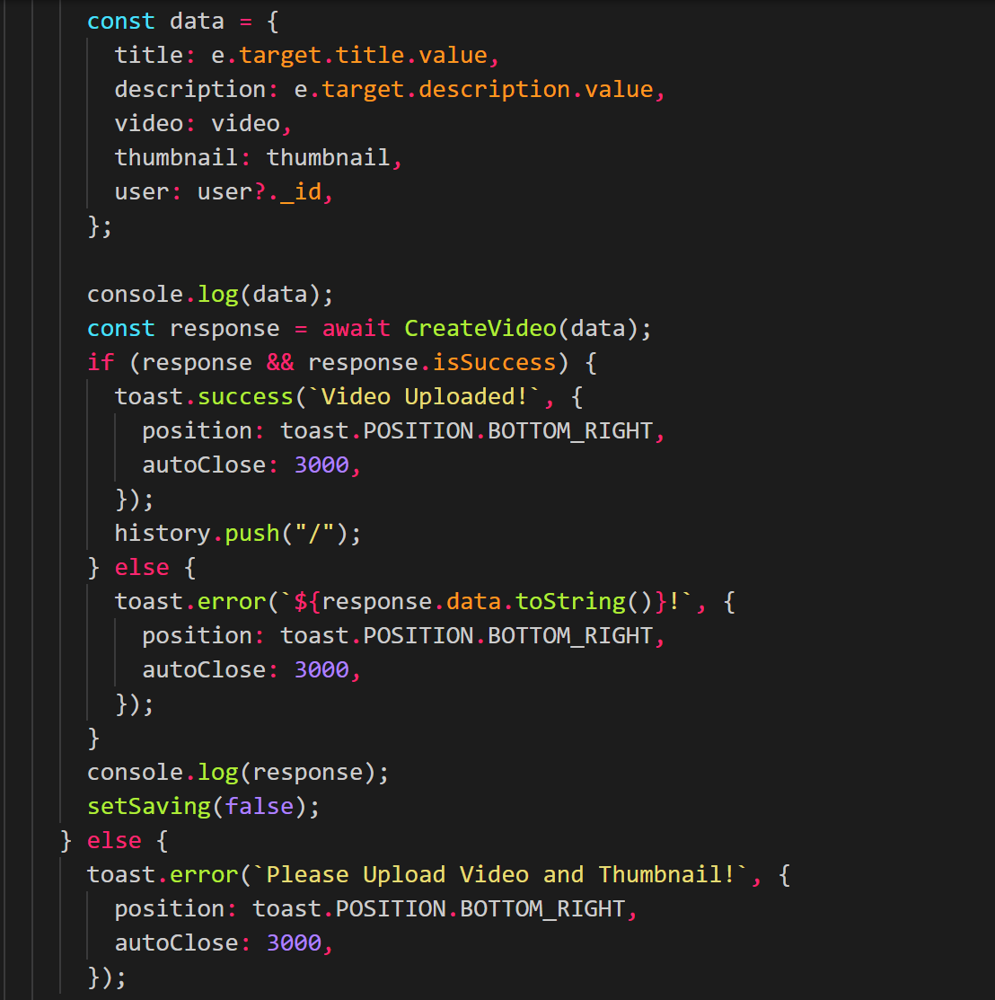 const data = {
title: e.target.title.value,
description: e.target.description.value,
video: video,
thumbnail: thumbnail,
user: user?._id,
};
console.log(data);
const response = await CreateVideo(data);
if (response && response.isSuccess) {
toast.success(`Video Uploaded!`, {
position: toast.POSITION.BOTTOM_RIGHT,
autoClose: 3000,
});
history.push("/");
} else {
toast.error(`${response.data.toString()}!`, {
position: toast.POSITION.BOTTOM_RIGHT,
autoClose: 3000,
});
}
console.log(response);
setSaving(false);
} else {
toast.error(`Please Upload Video and Thumbnail!`, {
position: toast.POSITION.BOTTOM_RIGHT,
autoClose: 3000,
});